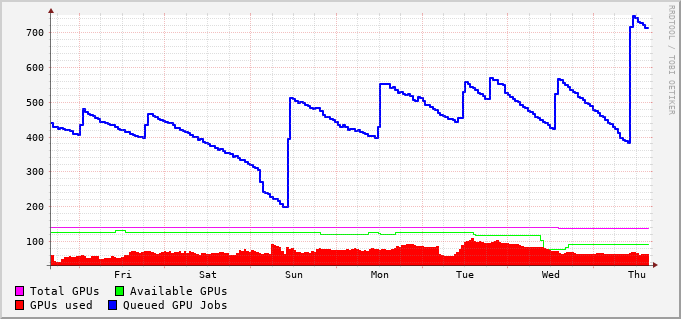 700
600
500
400
300
200
100
Fri Sat Sun Mon Tue Wed Thu
Total GPUs Available GPUs
GPUs used Queued GPU Jobs
RRDTOOL / TOBI OETIKER